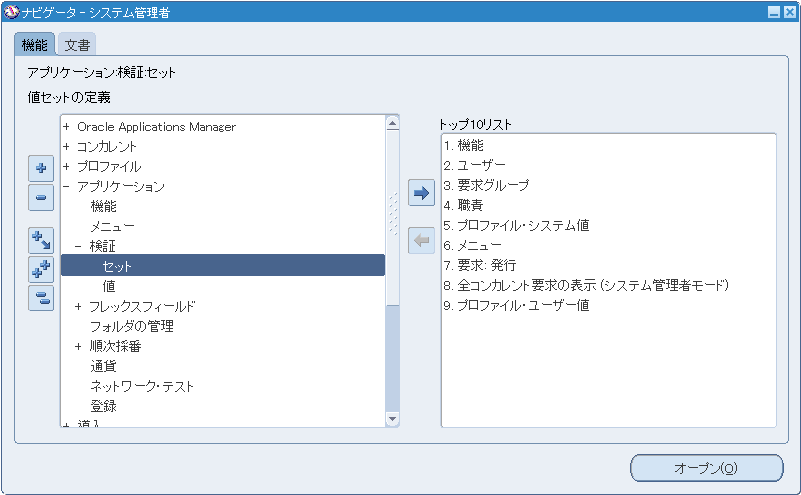 ナビゲータ - システム管理者
機能 文書
アプリケーション:検証:セット
値セットの定義
+ Oracle Applications Manager
+ コンカレント
+ プロファイル
− アプリケーション
機能
メニュー
− 検証
セット
値
+ フレックスフィールド
フォルダの管理
+ 順次採番
通貨
ネットワーク・テスト
登録
+ 導入
トップ10リスト
1. 機能
2. ユーザー
3. 要求グループ
4. 職責
5. プロファイル・システム値
6. メニュー
7. 要求: 発行
8. 全コンカレント要求の表示 (システム管理者モード)
9. プロファイル・ユーザー値
オープン(O)